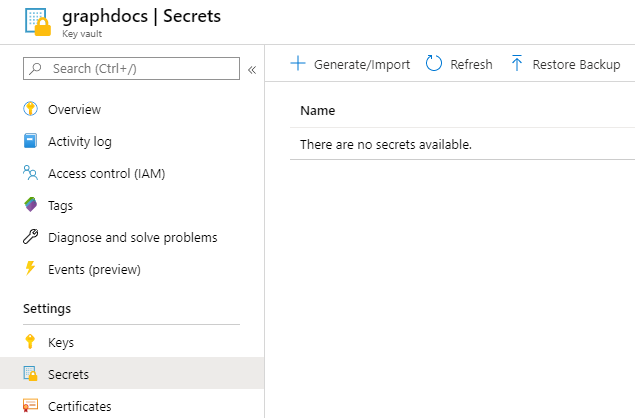 graphdocs | Secrets
Key vault
Search (Ctrl+/)
«
Overview
Activity log
Access control (IAM)
Tags
Diagnose and solve problems
Events (preview)
Settings
Keys
Secrets
Certificates
Generate/Import Refresh Restore Backup
Name
There are no secrets available.